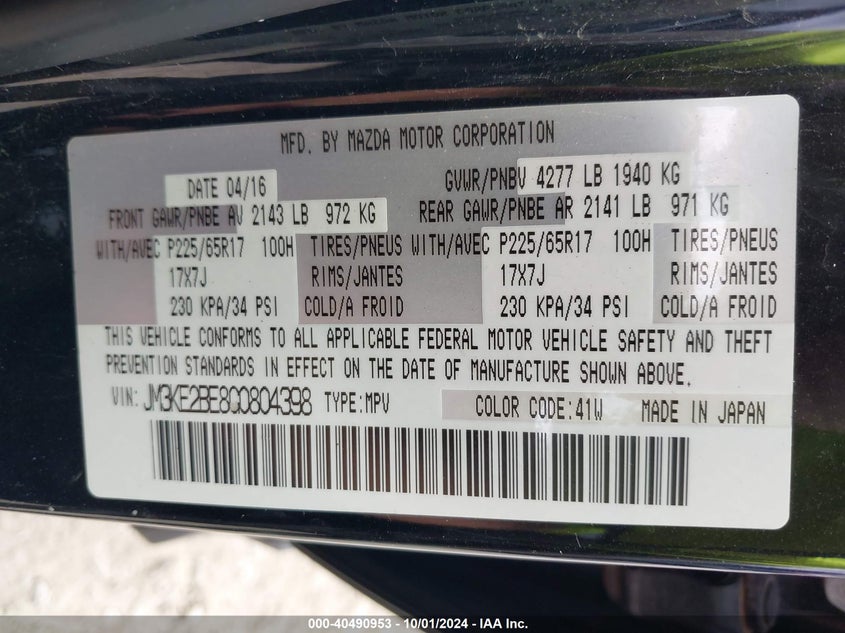 MFD. BY MAZDA MOTOR CORPORATION
DATE 04/16 GVWR/PNBV 4277 LB 1940 KG
FRONT GAWR/PNBE AV 2143 LB 972 KG REAR GAWR/PNBE AR 2141 LB 971 KG
WITH/AVEC P225/65R17 100H TIRES/PNEUS WITH/AVEC P225/65R17 100H TIRES/PNEUS
17X7J RIMS/JANTES 17X7J RIMS/JANTES
230 KPA/34 PSI COLD/A FROID 230 KPA/34 PSI COLD/A FROID
THIS VEHICLE CONFORMS TO ALL APPLICABLE FEDERAL MOTOR VEHICLE SAFETY AND THEFT
PREVENTION STANDARDS IN EFFECT ON THE DATE OF MANUFACTURE SHOWN ABOVE.
VIN: JM3KE2BE8G0804398 TYPE:MPV COLOR CODE:41W MADE IN JAPAN
000-40490953 - 10/01/2024 - IAA Inc.